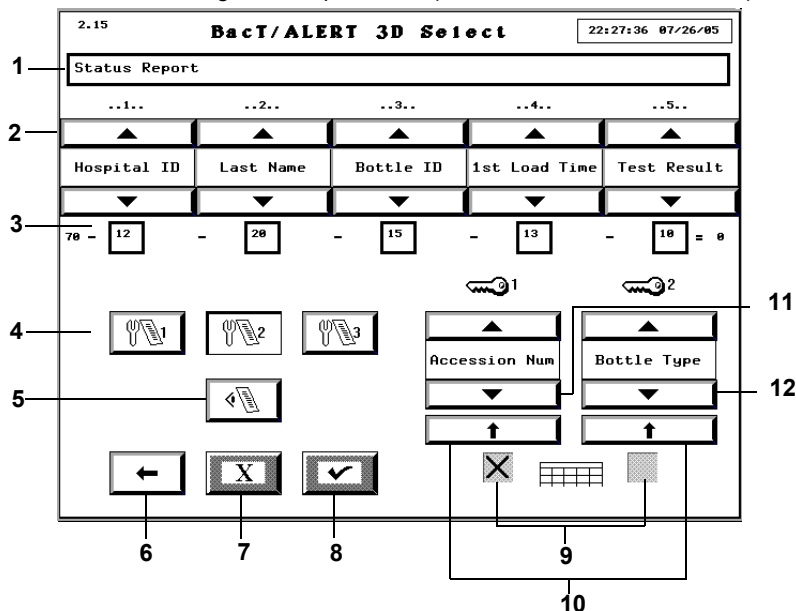 2.15 BacT/ALERT 3D Select 22:27:36 07/26/05
1 Status Report
..1.. ..2.. ..3.. ..4.. ..5..
2
Hospital ID Last Name Bottle ID 1st Load Time Test Result
3
70 - 12 - 20 - 15 - 13 - 10 = 0
1 2
11
4 1 2 3
Accession Num Bottle Type
5 12
X
6 7 8 9
10